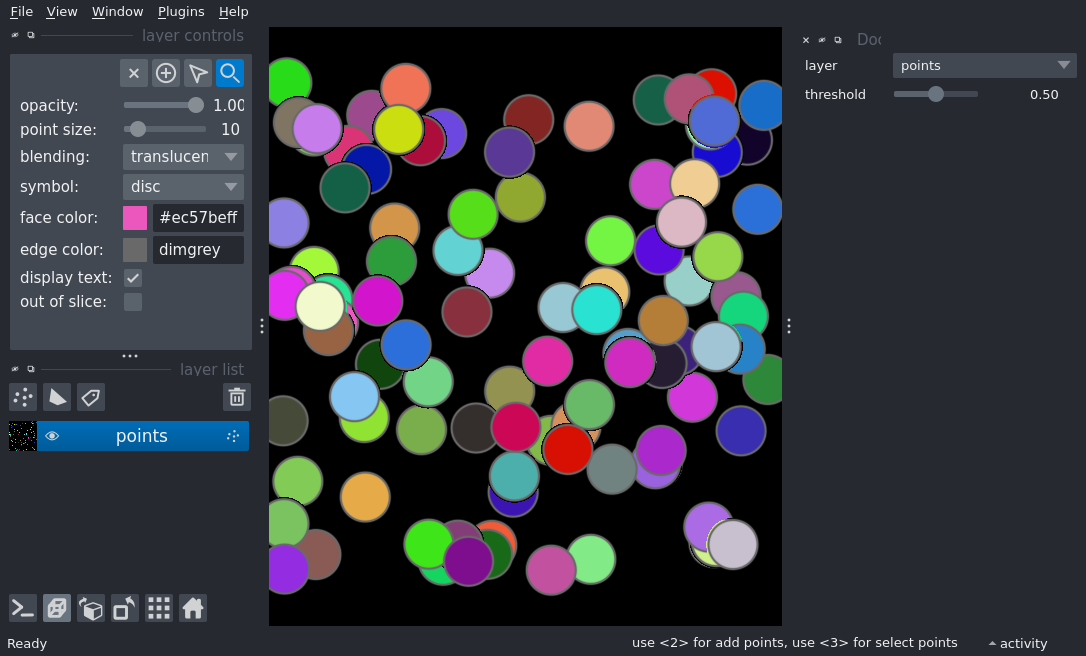 File View Window Plugins Help
layer controls
opacity: 1.00
point size: 10
blending: translucen
symbol: disc
face color: #ec57beff
edge color: dimgrey
display text:
out of slice:
layer list
points
Doc
layer points
threshold 0.50
Ready
use <2> for add points, use <3> for select points
activity